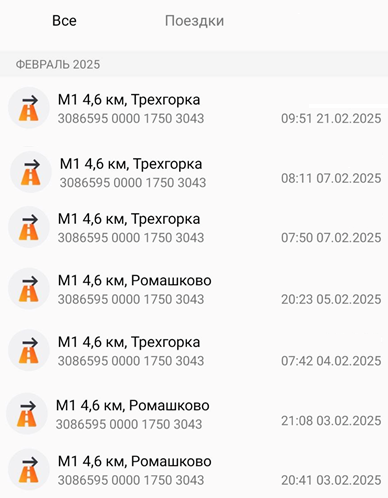 Все Поездки
ФЕВРАЛЬ 2025
М1 4,6 км, Трехгорка
3086595 0000 1750 3043 09:51 21.02.2025
М1 4,6 км, Трехгорка
3086595 0000 1750 3043 08:11 07.02.2025
М1 4,6 км, Трехгорка
3086595 0000 1750 3043 07:50 07.02.2025
М1 4,6 км, Ромашково
3086595 0000 1750 3043 20:23 05.02.2025
М1 4,6 км, Трехгорка
3086595 0000 1750 3043 07:42 04.02.2025
М1 4,6 км, Ромашково
3086595 0000 1750 3043 21:08 03.02.2025
М1 4,6 км, Ромашково
3086595 0000 1750 3043 20:41 03.02.2025